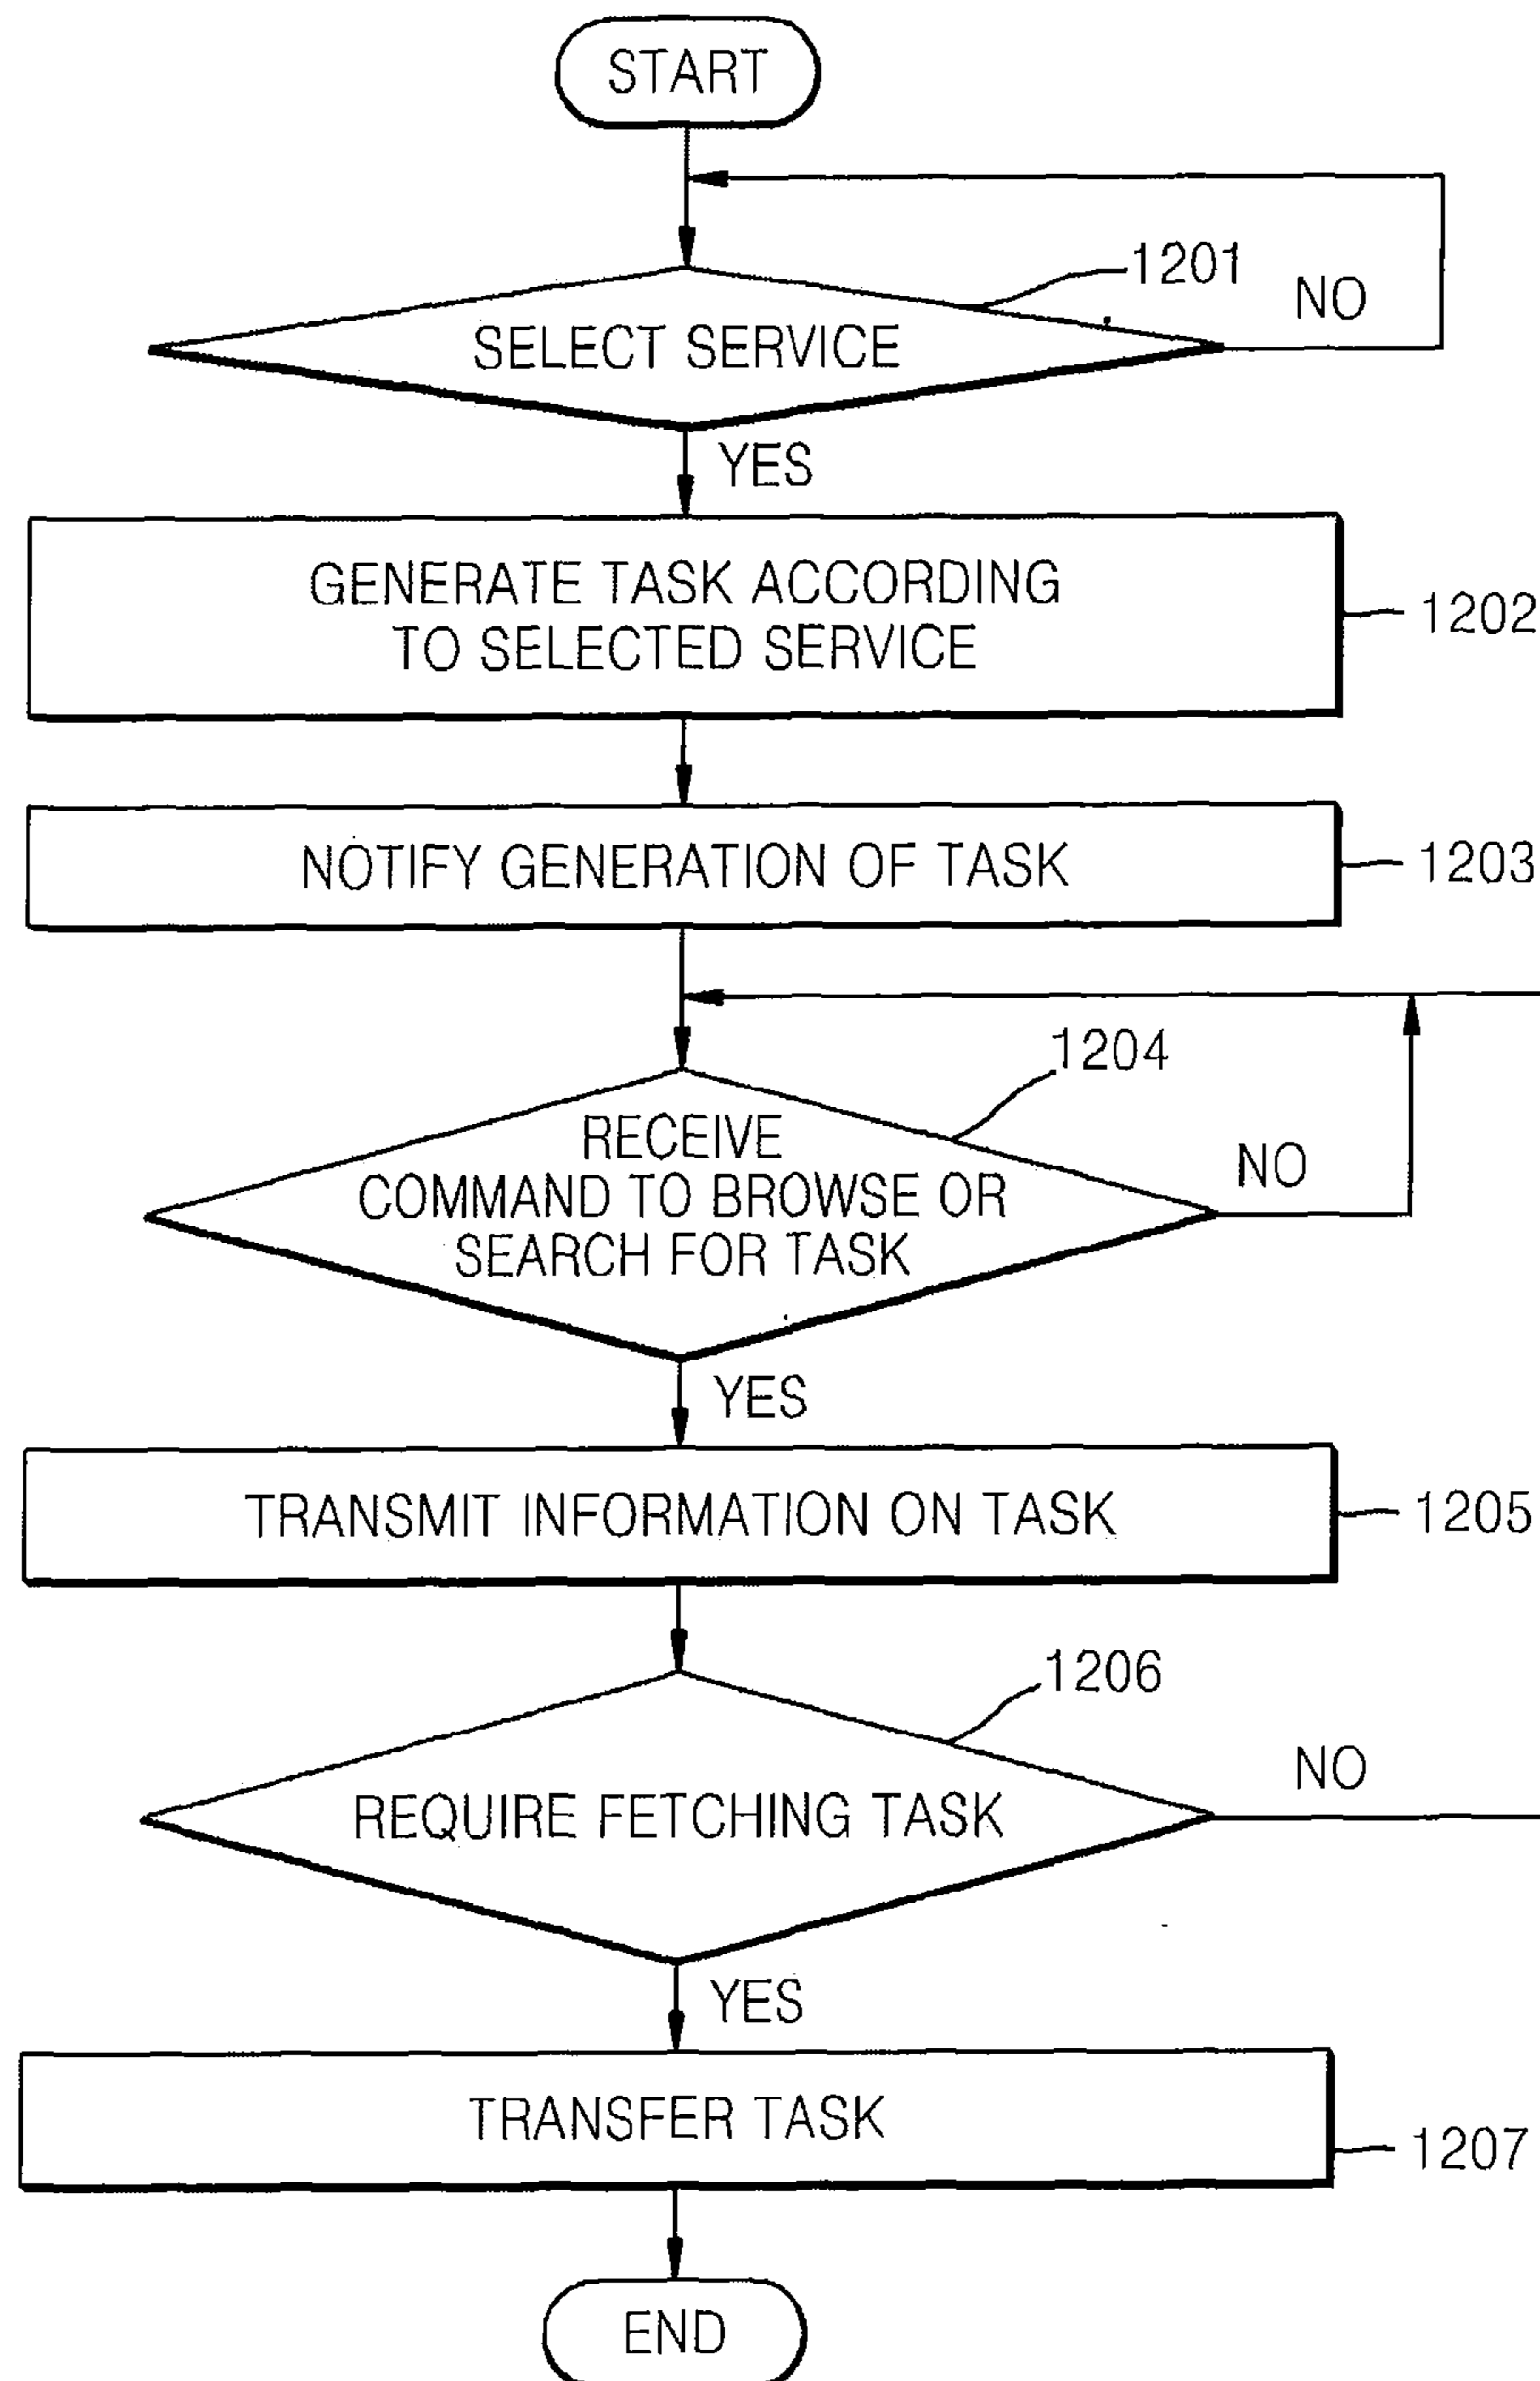 START
1201
NO
SELECT SERVICE
YES
GENERATE TASK ACCORDING
TO SELECTED SERVICE
1202
NOTIFY GENERATION OF TASK
1203
1204
RECEIVE
COMMAND TO BROWSE OR
SEARCH FOR TASK
NO
YES
TRANSMIT INFORMATION ON TASK
1205
1206
NO
REQUIRE FETCHING TASK
YES
TRANSFER TASK
1207
END